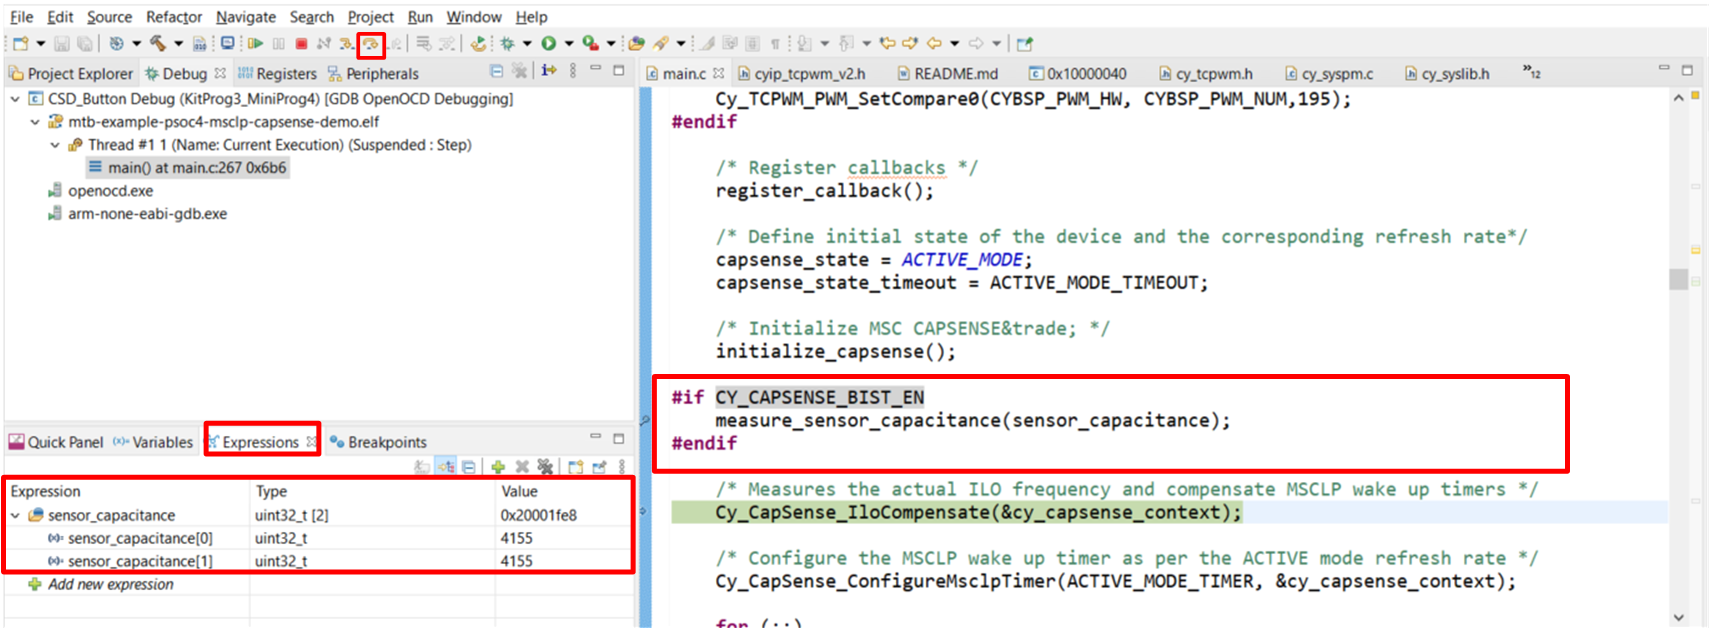 File Edit Source Refactor Navigate Search Project Run Window Help
Project Explorer Debug Registers Peripherals
CSD_Button Debug (KitProg3_MiniProg4) [GDB OpenOCD Debugging]
mtb-example-psoc4-msclp-capsense-demo.elf
Thread #1 1 (Name: Current Execution) (Suspended : Step)
main() at main.c:267 0x6b6
openocd.exe
arm-none-eabi-gdb.exe
Quick Panel Variables Expressions Breakpoints
Expression Type Value
sensor_capacitance uint32_t [2] 0x20001fe8
sensor_capacitance[0] uint32_t 4155
sensor_capacitance[1] uint32_t 4155
Add new expression
main.c cyip_tcpwm_v2.h README.md 0x10000040 cy_tcpwm.h cy_syspm.c cy_syslib.h »12
Cy_TCPWM_PWM_SetCompare0(CYBSP_PWM_HW, CYBSP_PWM_NUM,195);
#endif
/* Register callbacks */
register_callback();
/* Define initial state of the device and the corresponding refresh rate*/
capsense_state = ACTIVE_MODE;
capsense_state_timeout = ACTIVE_MODE_TIMEOUT;
/* Initialize MSC CAPSENSE&trade; */
initialize_capsense();
#if CY_CAPSENSE_BIST_EN
measure_sensor_capacitance(sensor_capacitance);
#endif
/* Measures the actual ILO frequency and compensate MSCLP wake up timers */
Cy_CapSense_IloCompensate(&cy_capsense_context);
/* Configure the MSCLP wake up timer as per the ACTIVE mode refresh rate */
Cy_CapSense_ConfigureMsclpTimer(ACTIVE_MODE_TIMER, &cy_capsense_context);
for (;;)